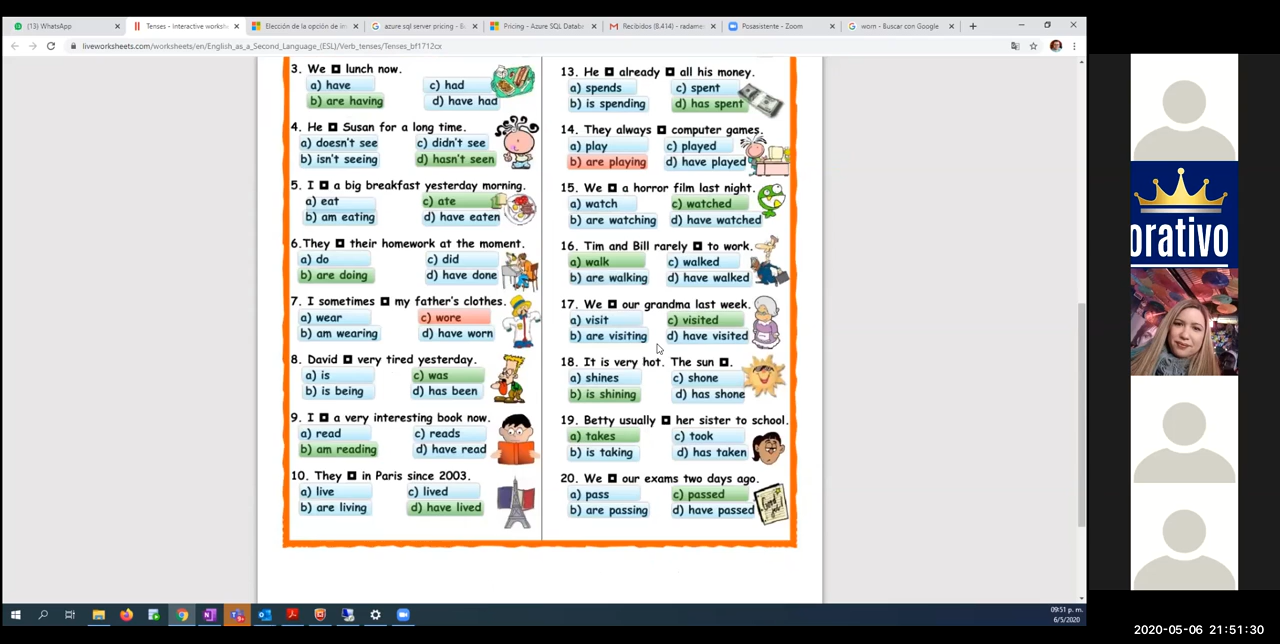 (13) WhatsApp
Tenses - Interactive worksh
Elección de la opción de im
azure sql server pricing - B
Pricing - Azure SQL Datab
Recibidos (8.414) - radame
Posasistente - Zoom
worn - Buscar con Google
liveworksheets.com/worksheets/en/English_as_a_Second_Language_(ESL)/Verb_tenses/Tenses_bf1712cx
3. We lunch now.
a) have c) had
b) are having d) have had
4. He Susan for a long time.
a) doesn't see c) didn't see
b) isn't seeing d) hasn't seen
5. I a big breakfast yesterday morning.
a) eat c) ate
b) am eating d) have eaten
6.They their homework at the moment.
a) do c) did
b) are doing d) have done
7. I sometimes my father's clothes.
a) wear c) wore
b) am wearing d) have worn
8. David very tired yesterday.
a) is c) was
b) is being d) has been
9. I a very interesting book now.
a) read c) reads
b) am reading d) have read
10. They in Paris since 2003.
a) live c) lived
b) are living d) have lived
13. He already all his money.
a) spends c) spent
b) is spending d) has spent
14. They always computer games.
a) play c) played
b) are playing d) have played
15. We a horror film last night.
a) watch c) watched
b) are watching d) have watched
16. Tim and Bill rarely to work.
a) walk c) walked
b) are walking d) have walked
17. We our grandma last week.
a) visit c) visited
b) are visiting d) have visited
18. It is very hot. The sun .
a) shines c) shone
b) is shining d) has shone
19. Betty usually her sister to school.
a) takes c) took
b) is taking d) has taken
20. We our exams two days ago.
a) pass c) passed
b) are passing d) have passed
orativo
09:51 p. m.
6/5/2020
2020-05-06 21:51:30